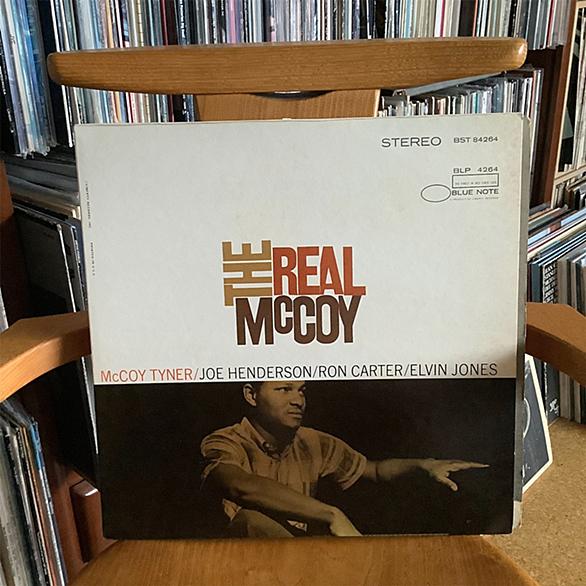 STEREO BST 84264
BLP 4264
BLUE NOTE
THE
REAL
McCOY
McCOY TYNER/JOE HENDERSON/RON CARTER/ELVIN JONES